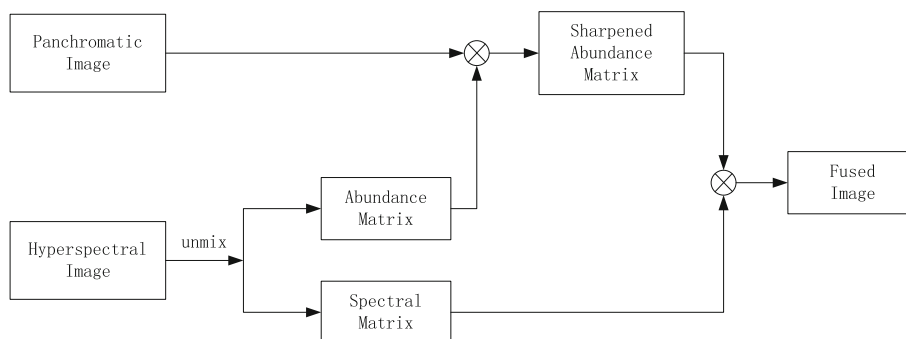 Panchromatic
Image
Sharpened
Abundance
Matrix
Fused
Image
Abundance
Matrix
unmix
Hyperspectral
Image
Spectral
Matrix